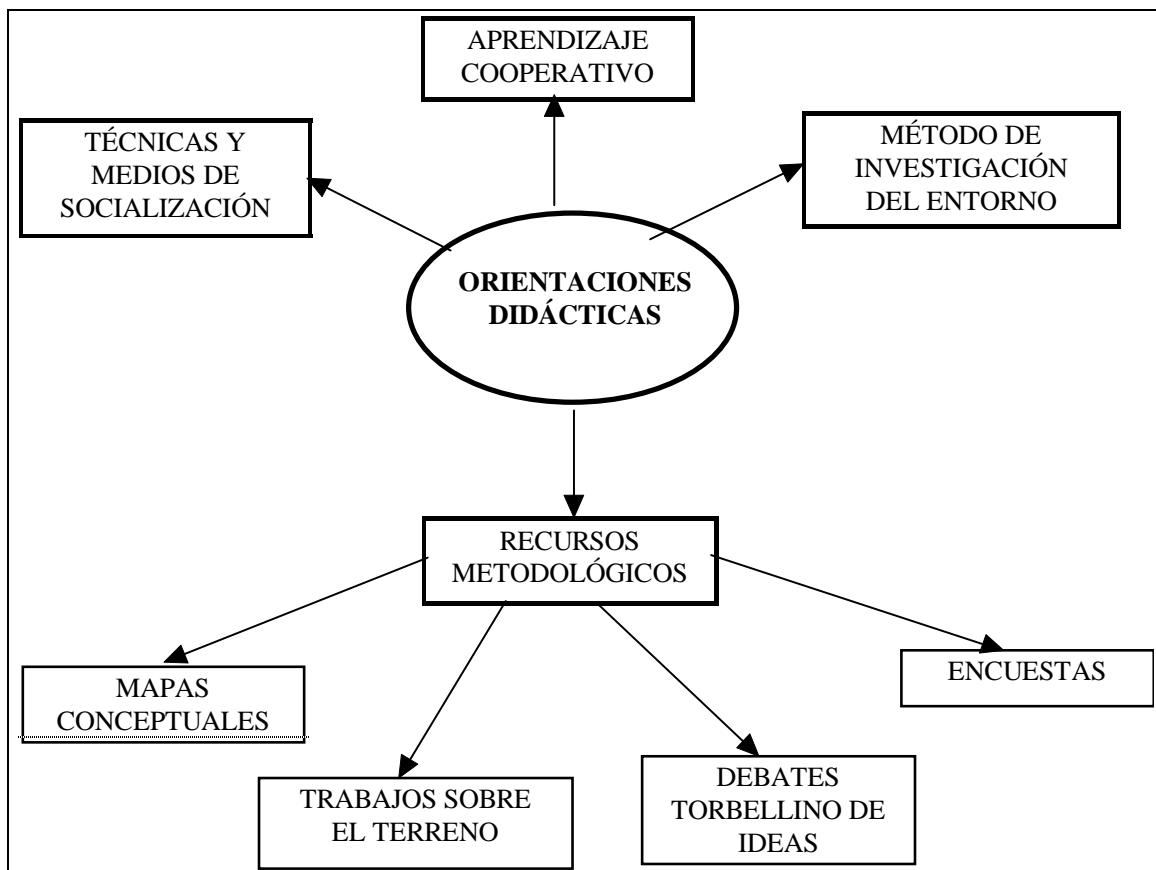 APRENDIZAJE
COOPERATIVO
TÉCNICAS Y
MEDIOS DE
SOCIALIZACIÓN
MÉTODO DE
INVESTIGACIÓN
DEL ENTORNO
ORIENTACIONES
DIDÁCTICAS
RECURSOS
METODOLÓGICOS
MAPAS
CONCEPTUALES
TRABAJOS SOBRE
EL TERRENO
DEBATES
TORBELLINO DE
IDEAS
ENCUESTAS